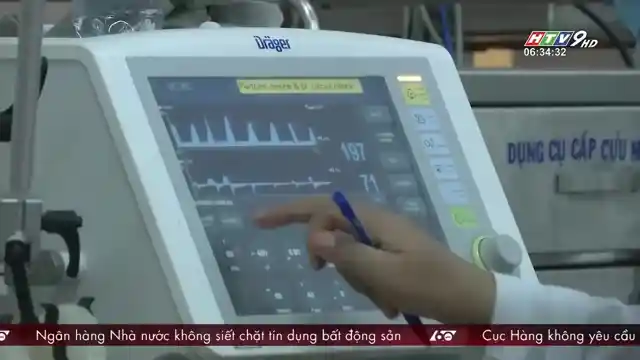 HTV9HD
06:34:32
Dräger
197
71
DỤNG CỤ CẤP CỨU
Ngân hàng Nhà nước không siết chặt tín dụng bất động sản
Cục Hàng không yêu cầu